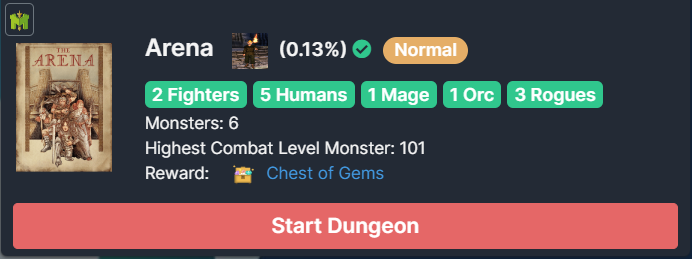 THE
ARENA
Arena (0.13%) Normal
2 Fighters 5 Humans 1 Mage 1 Orc 3 Rogues
Monsters: 6
Highest Combat Level Monster: 101
Reward: Chest of Gems
Start Dungeon